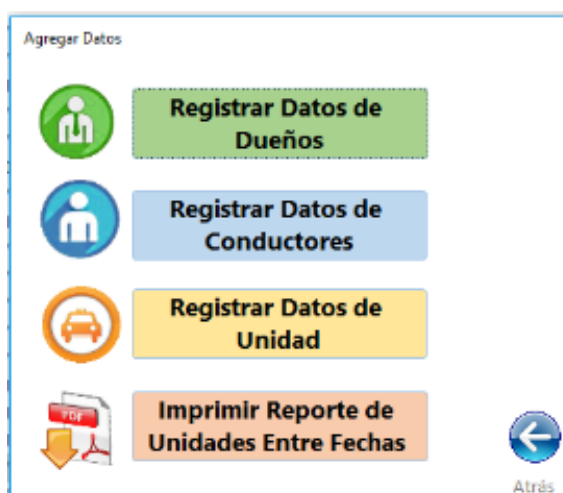 Agregar Datos
Registrar Datos de
Dueños
Registrar Datos de
Conductores
Registrar Datos de
Unidad
PDF
Imprimir Reporte de
Unidades Entre Fechas
Atrás